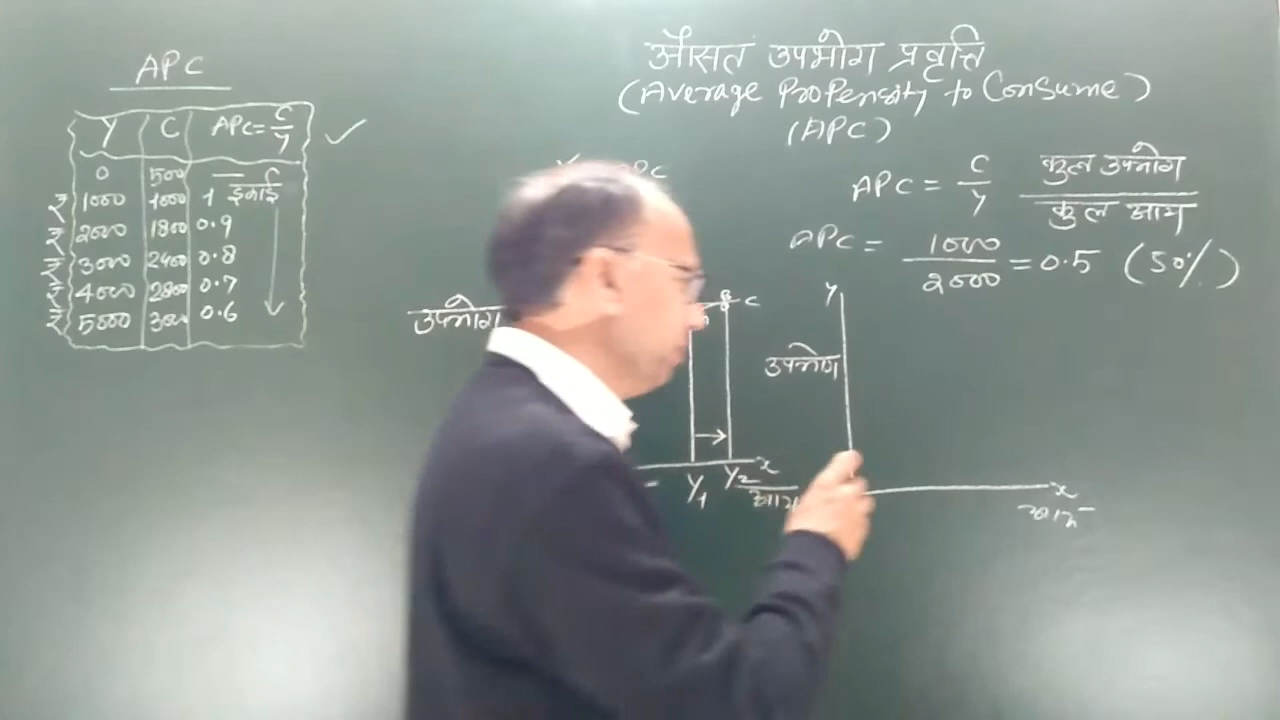 APC
Y C APC = C/Y
0 500 —
₹ 1000 1000 1 इकाई
₹ 2000 1800 0.9
₹ 3000 2400 0.8
₹ 4000 2800 0.7
₹ 5000 3000 0.6
औसत उपभोग प्रवृत्ति
(Average Propensity to Consume)
(APC)
APC = C/Y कुल उपभोग / कुल आय
APC = 1000/2000 = 0.5 (50%)
उपभोग
B C
Y₁ Y₂ x
आय
y
उपभोग
x
आय